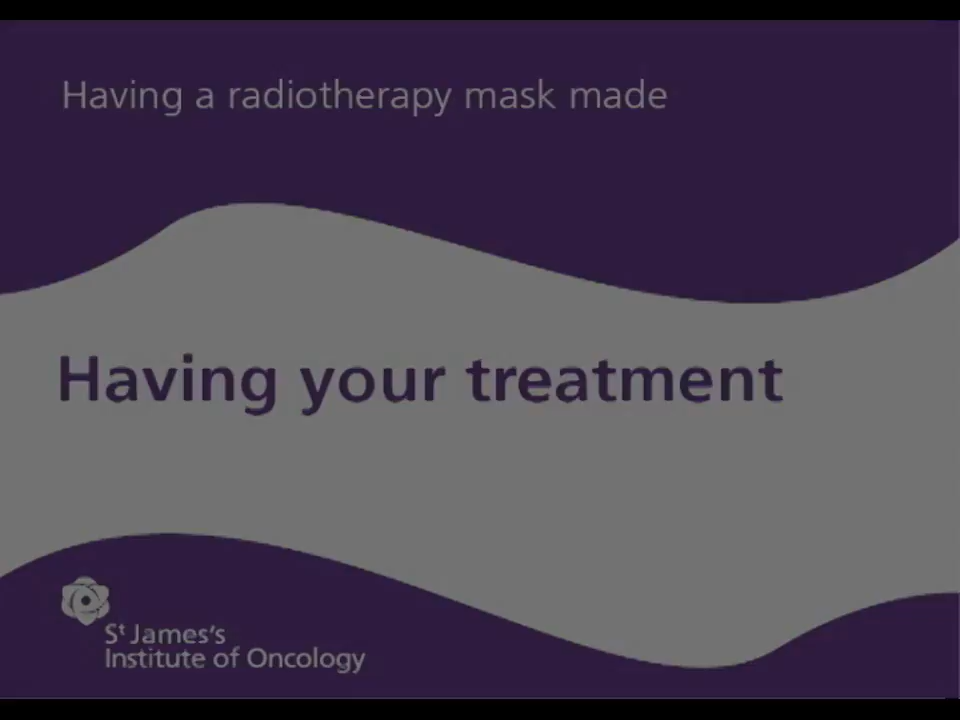 Having a radiotherapy mask made
Having your treatment
St James's
Institute of Oncology